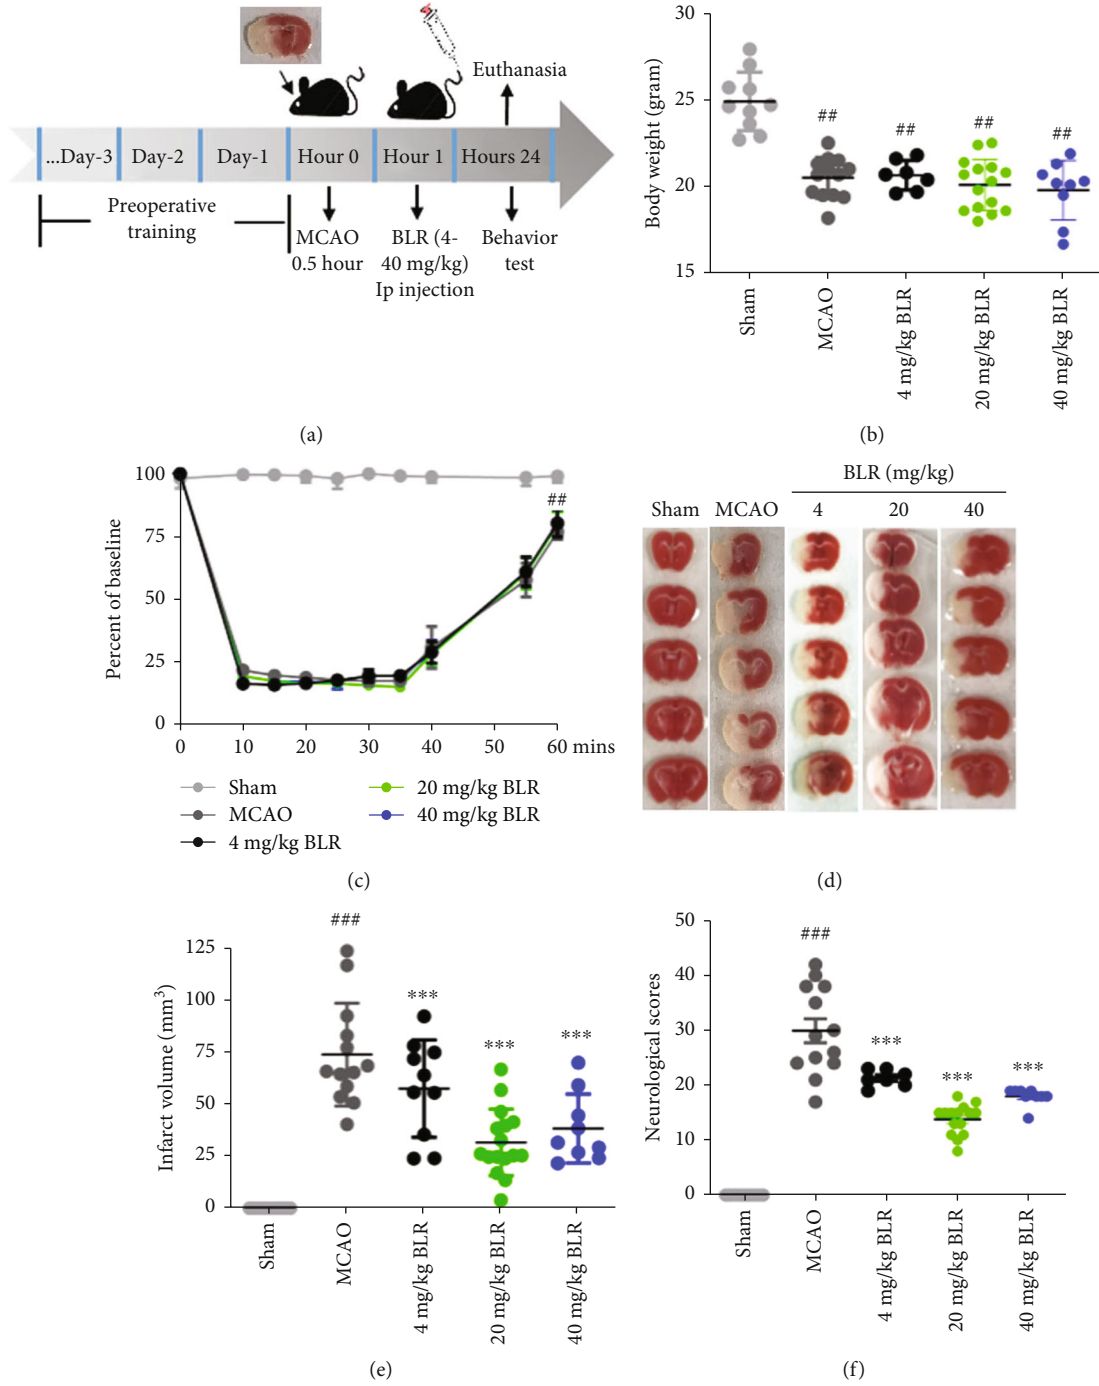 Euthanasia
...Day-3 Day-2 Day-1 Hour 0 Hour 1 Hours 24
Preoperative
training
MCAO
0.5 hour
BLR (4-
40 mg/kg)
Ip injection
Behavior
test
(a)
Body weight (gram)
30
25
20
15
##
##
##
##
Sham
MCAO
4 mg/kg BLR
20 mg/kg BLR
40 mg/kg BLR
(b)
Percent of baseline
100
75
50
25
0
##
0 10 20 30 40 50 60 mins
Sham
MCAO
4 mg/kg BLR
20 mg/kg BLR
40 mg/kg BLR
(c)
BLR (mg/kg)
Sham MCAO 4 20 40
(d)
Infarct volume (mm³)
125
100
75
50
25
0
###
***
***
***
Sham
MCAO
4 mg/kg BLR
20 mg/kg BLR
40 mg/kg BLR
(e)
Neurological scores
50
40
30
20
10
0
###
***
***
***
Sham
MCAO
4 mg/kg BLR
20 mg/kg BLR
40 mg/kg BLR
(f)